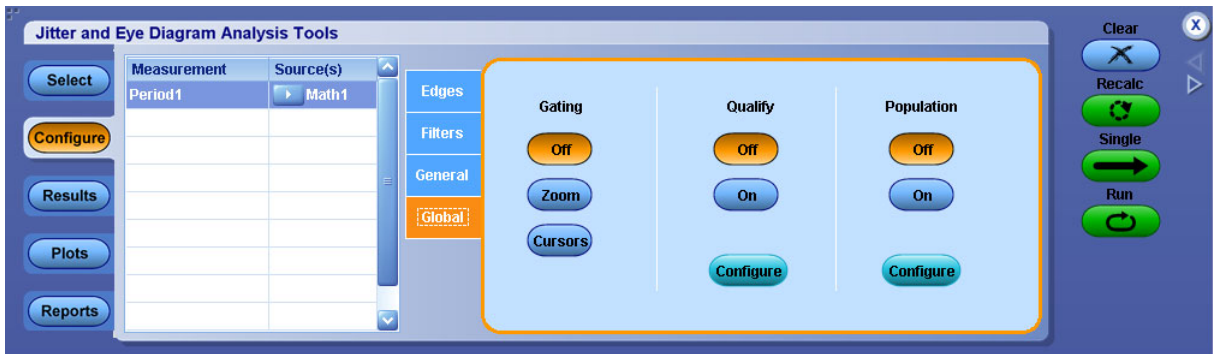 Jitter and Eye Diagram Analysis Tools
Select
Configure
Results
Plots
Reports
Measurement Source(s)
Period1 Math1
Edges
Filters
General
Global
Gating
Off
Zoom
Cursors
Qualify
Off
On
Configure
Population
Off
On
Configure
Clear
X
Recalc
Single
Run